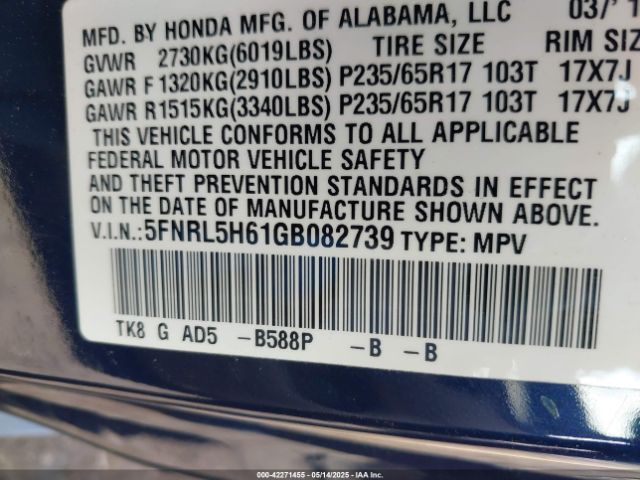 MFD. BY HONDA MFG. OF ALABAMA, LLC 03/'1
GVWR 2730KG(6019LBS) TIRE SIZE RIM SIZ
GAWR F 1320KG(2910LBS) P235/65R17 103T 17X7J
GAWR R1515KG(3340LBS) P235/65R17 103T 17X7J
THIS VEHICLE CONFORMS TO ALL APPLICABLE
FEDERAL MOTOR VEHICLE SAFETY
AND THEFT PREVENTION STANDARDS IN EFFECT
ON THE DATE OF MANUFACTURE SHOWN ABOVE.
V.I.N.:5FNRL5H61GB082739 TYPE: MPV
TK8 G AD5 -B588P -B -B
000-42271455 - 05/14/2025 - IAA Inc.